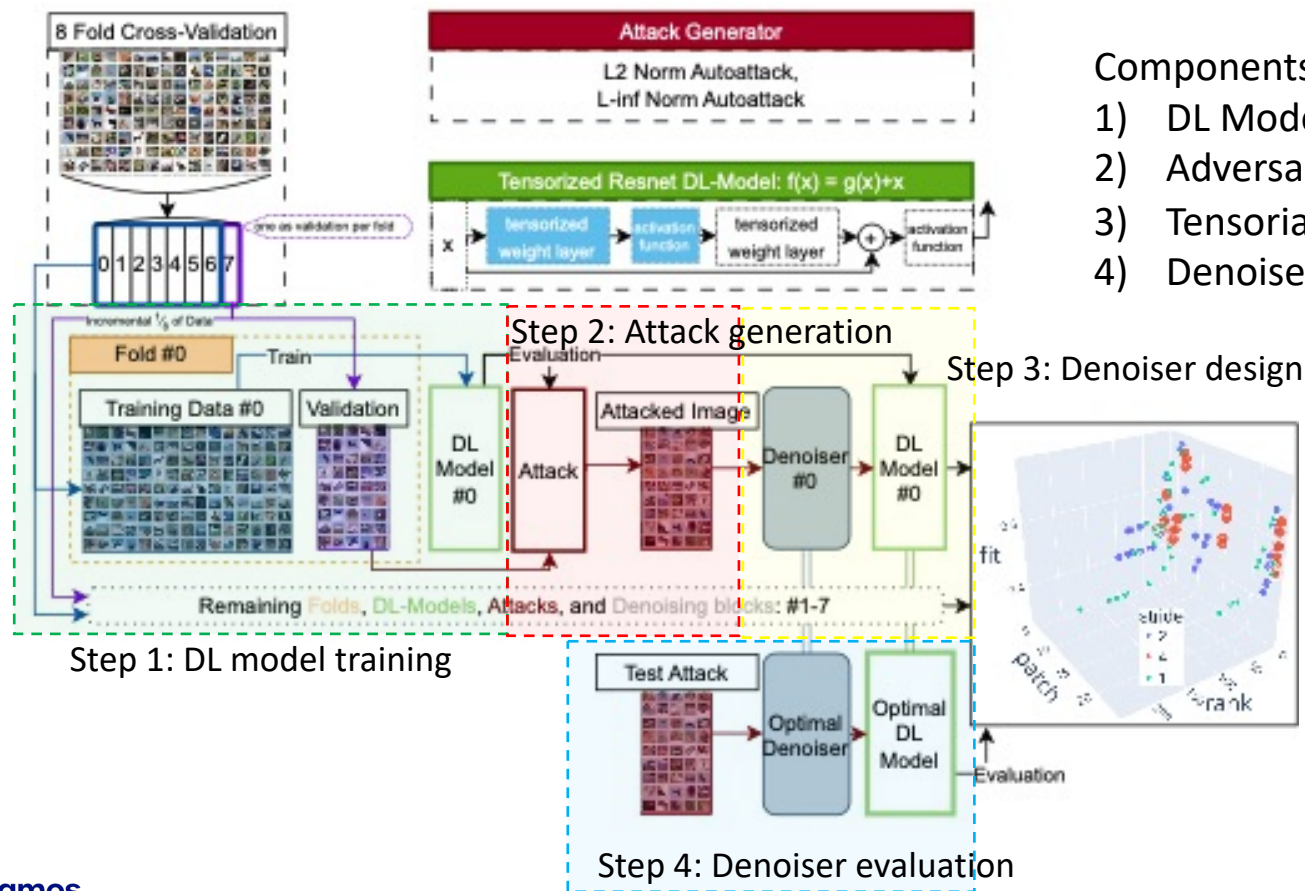 8 Fold Cross-Validation
one as validation per fold
0 1 2 3 4 5 6 7
Attack Generator
L2 Norm Autoattack,
L-inf Norm Autoattack
Tensorized Resnet DL-Model: f(x) = g(x)+x
x
tensorized
weight layer
activation
function
tensorized
weight layer
+
activation
function
Components
1) DL Mode
2) Adversa
3) Tensoria
4) Denoise
Incremental ⅛ of Data
Fold #0
Train
Training Data #0
Validation
DL
Model
#0
Step 2: Attack generation
Evaluation
Attack
Attacked Image
Denoiser
#0
DL
Model
#0
Step 3: Denoiser design
fit
patch
rank
stride
2
4
1
Remaining Folds, DL-Models, Attacks, and Denoising blocks: #1-7
Step 1: DL model training
Test Attack
Optimal
Denoiser
Optimal
DL
Model
Evaluation
Step 4: Denoiser evaluation